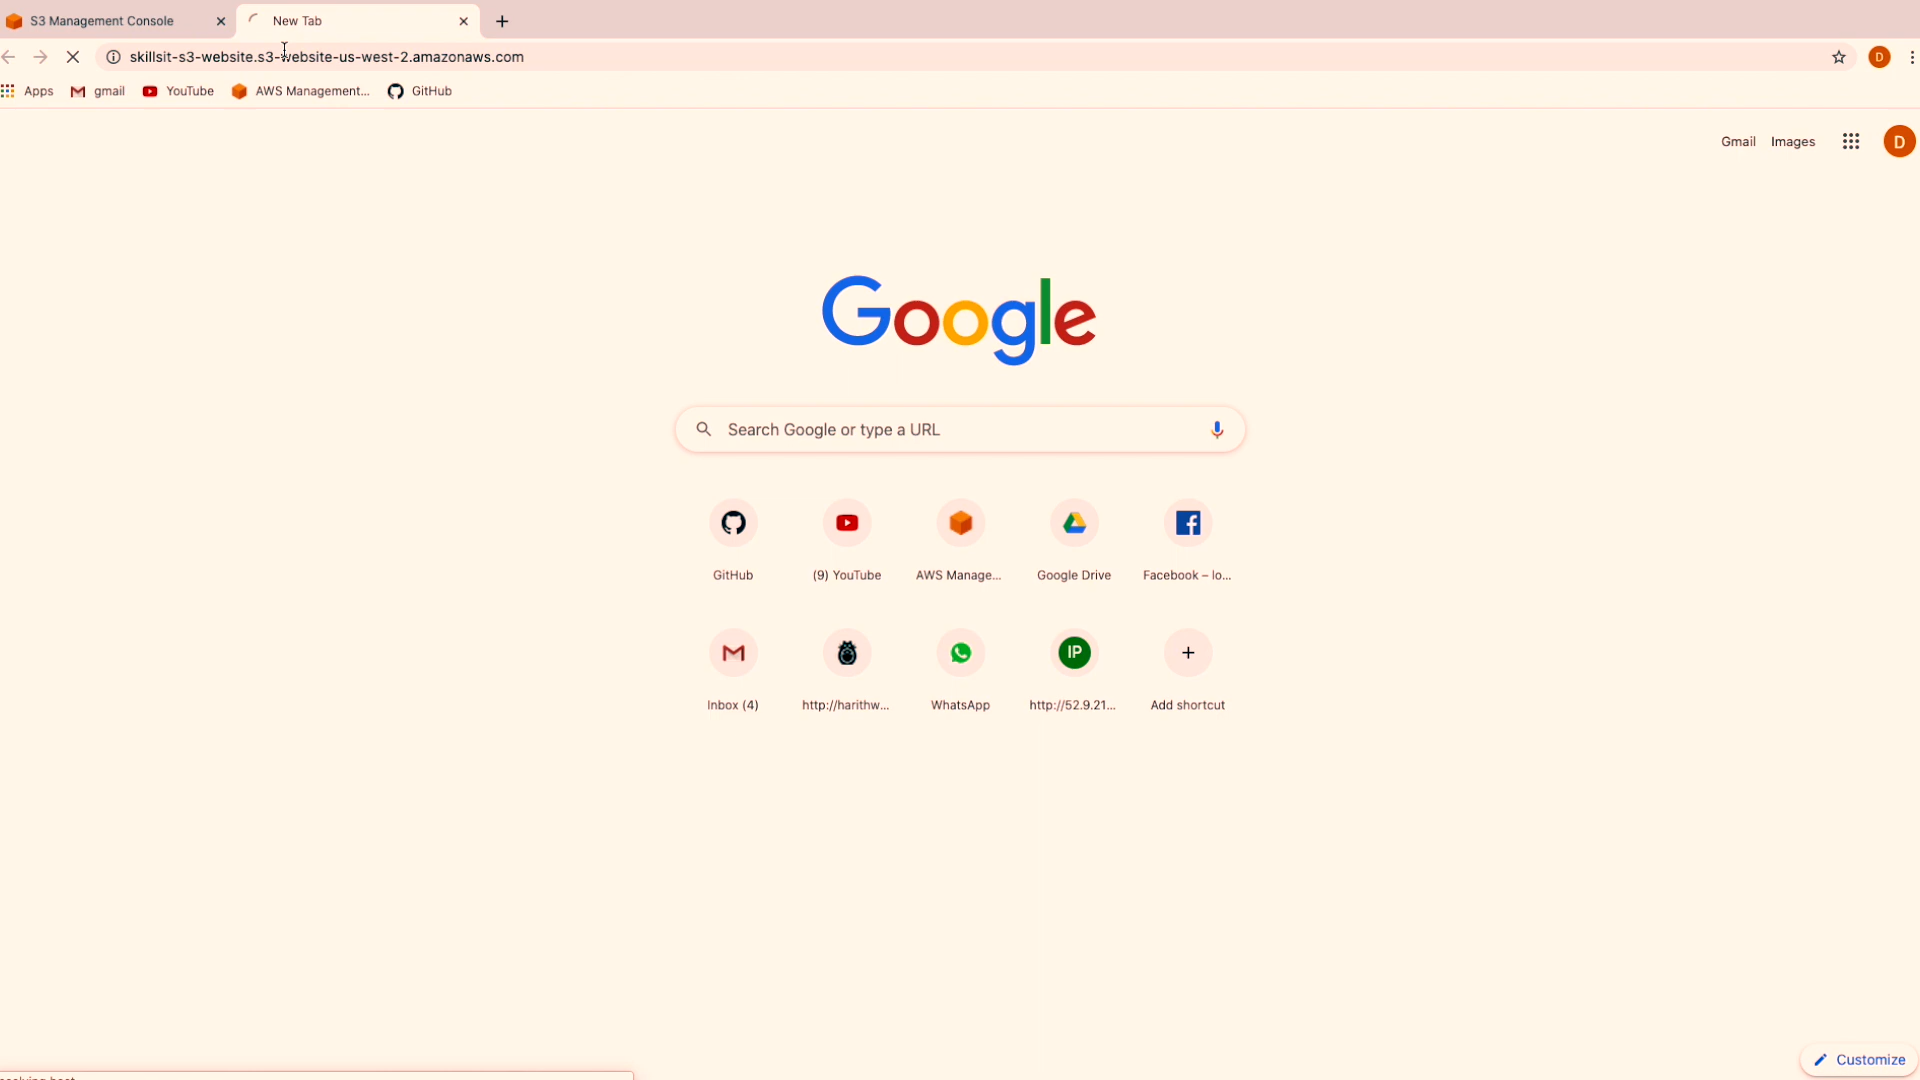 S3 Management Console
New Tab
skillsit-s3-website.s3-website-us-west-2.amazonaws.com
D
Apps
gmail
YouTube
AWS Management...
GitHub
Gmail
Images
D
Google
Search Google or type a URL
GitHub
(9) YouTube
AWS Manage...
Google Drive
Facebook – lo...
IP
Inbox (4)
http://harithw...
WhatsApp
http://52.9.21...
Add shortcut
Customize